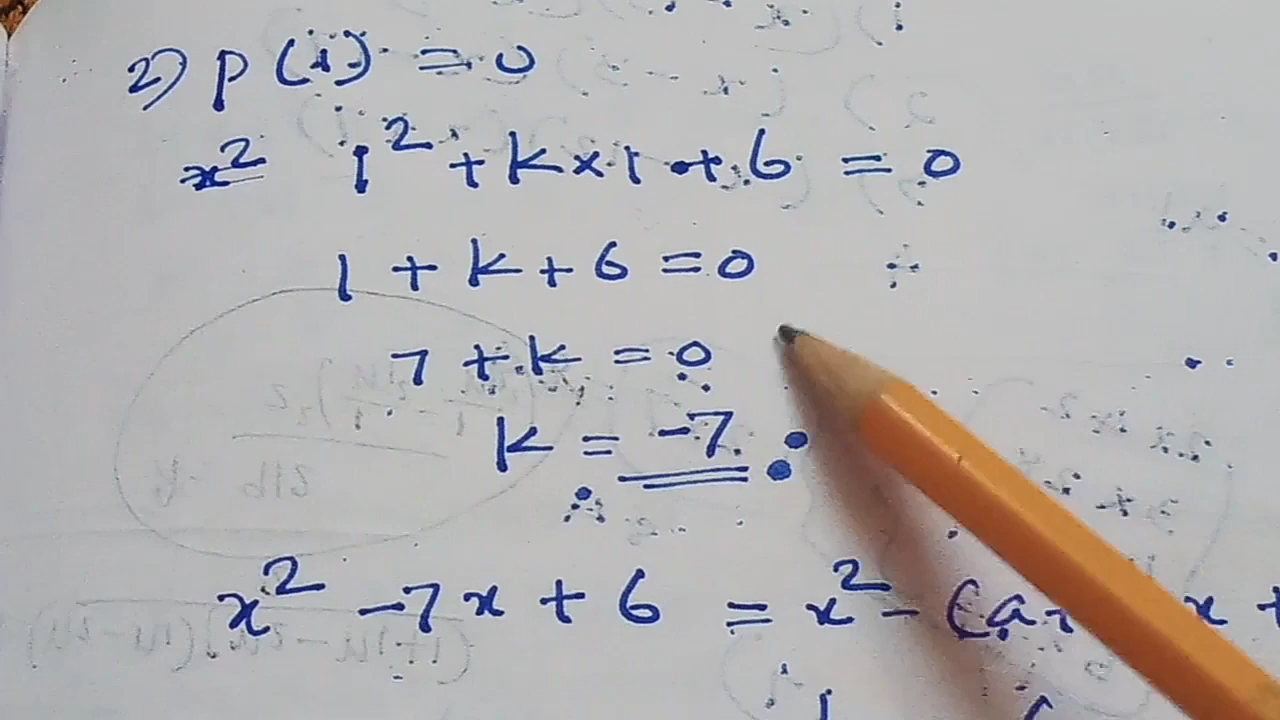 2) P(1) = 0
x² 1² + K×1 + 6 = 0
1 + K + 6 = 0
7 + K = 0
K = -7
x² - 7x + 6 = x² - (a+ x +